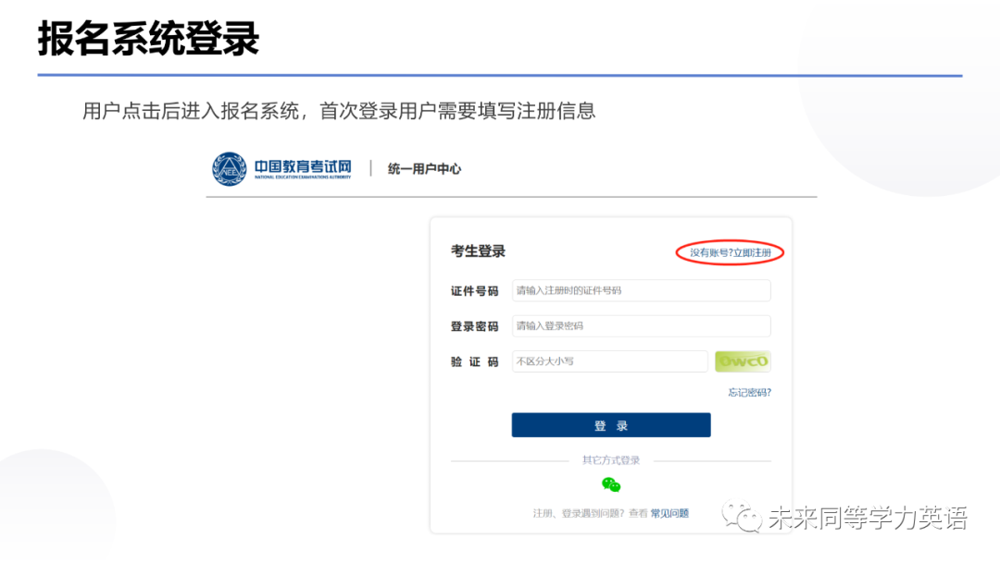 报名系统登录
用户点击后进入报名系统，首次登录用户需要填写注册信息
NEEA
中国教育考试网
NATIONAL EDUCATION EXAMINATIONS AUTHORITY
统一用户中心
考生登录
没有账号?立即注册
证件号码 请输入注册时的证件号码
登录密码 请输入登录密码
验 证 码 不区分大小写 OwcO
忘记密码?
登 录
其它方式登录
注册、登录遇到问题? 查看 常见问题
未来同等学力英语